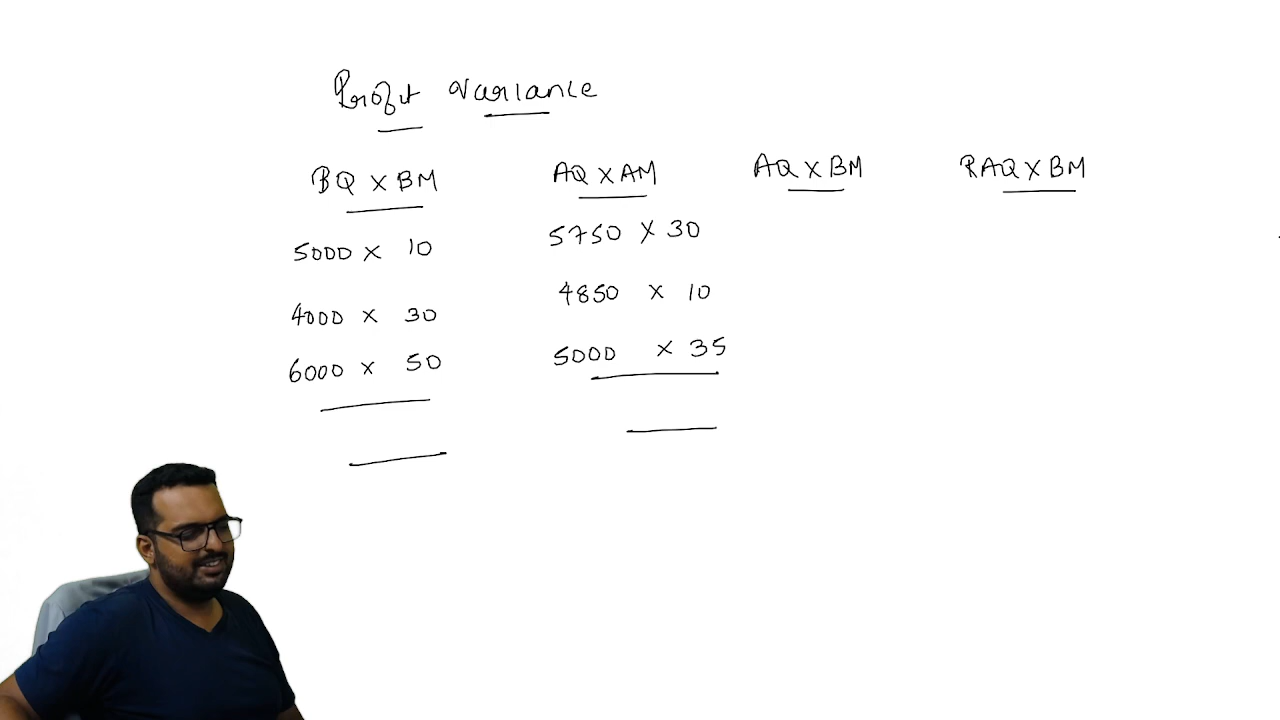 Profit Variance
BQ X BM AQ X AM AQ X BM RAQ X BM
5000 X 10 5750 X 30
4000 X 30 4850 X 10
6000 X 50 5000 X 35